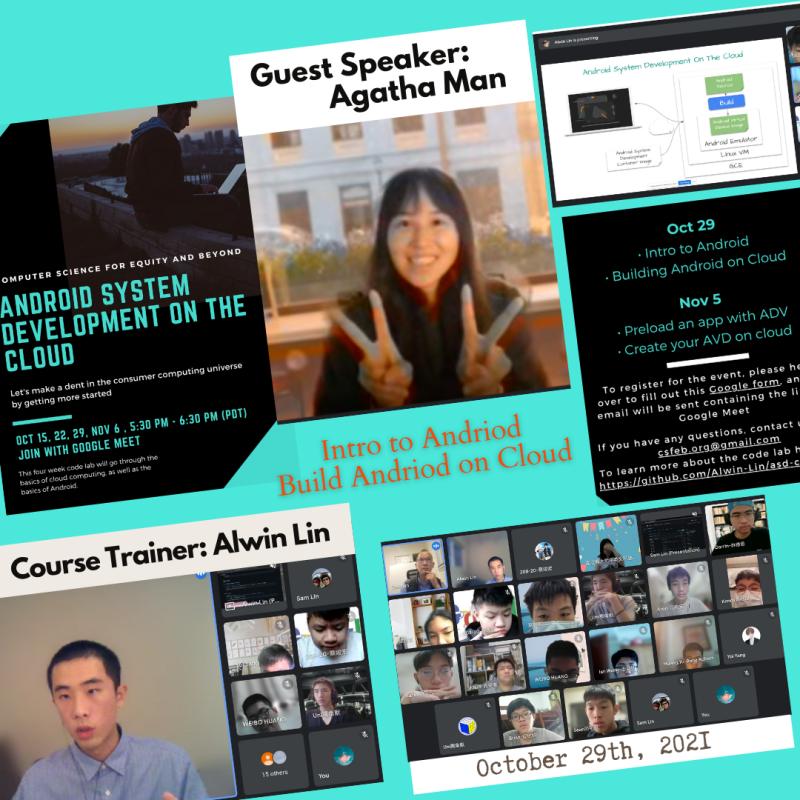 Guest Speaker:
Agatha Man
OMPUTER SCIENCE FOR EQUITY AND BEYOND
ANDROID SYSTEM
DEVELOPMENT ON THE
CLOUD
Let's make a dent in the consumer computing universe
by getting more started
OCT 15, 22, 29, NOV 6 , 5:30 PM - 6:30 PM (PDT)
JOIN WITH GOOGLE MEET
This four week code lab will go through the
basics of cloud computing, as well as the
basics of Android.
Alwin Lin is presenting
Android System Development On The Cloud
Android
Source
Build
Android Virtual
Device Image
Android Emulator
Linux VM
GCE
Android System
Development
Container Image
Oct 29
· Intro to Android
· Building Android on Cloud
Nov 5
· Preload an app with ADV
· Create your AVD on cloud
To register for the event, please he
over to fill out this Google form, an
email will be sent containing the li
Google Meet
If you have any questions, contact u
csfeb.org@gmail.com
To learn more about the code lab h
https://github.com/Alwin-Lin/asd-c
Intro to Andriod
Build Andriod on Cloud
Course Trainer: Alwin Lin
Sam Lin
WEIBO HUANG
15 others
You
Alwin Lin
Sam Lin (Presentation)
WEIBO HUANG
Yoi Yang
Sam Lin
You
October 29th, 2021